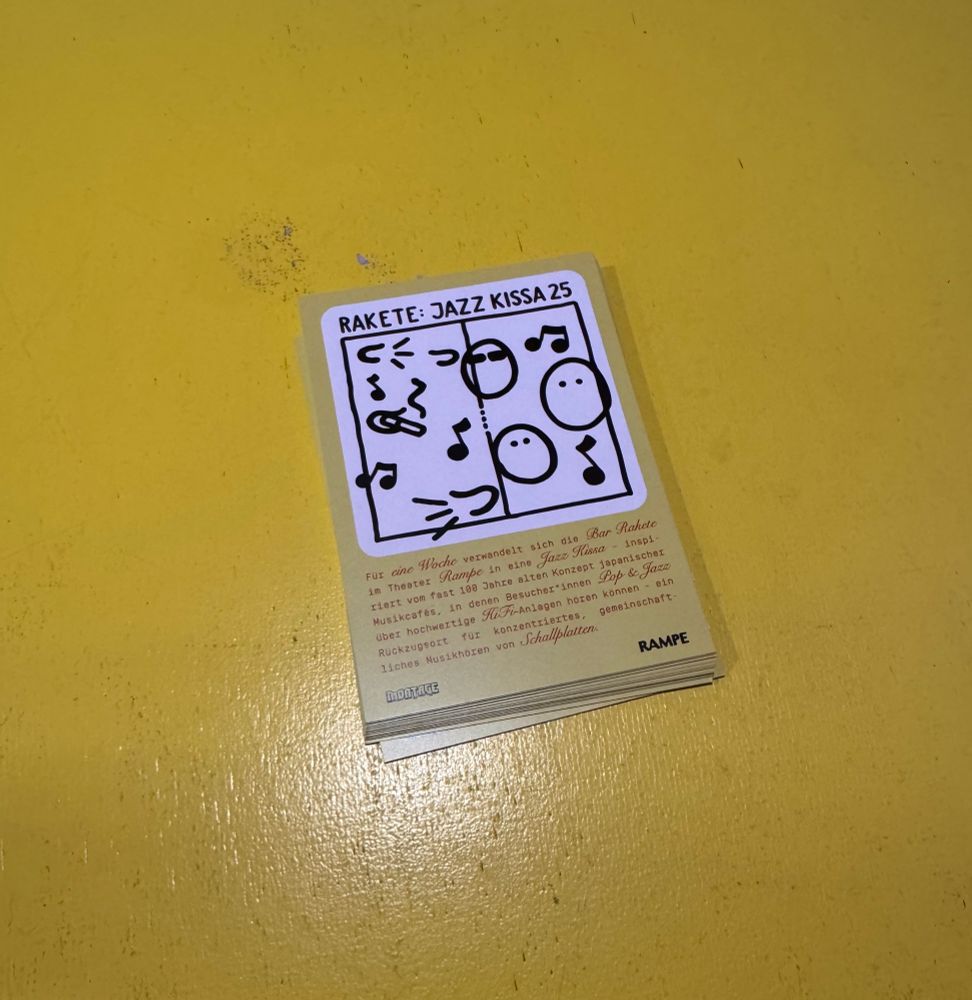 RAKETE: JAZZ KISSA 25
Für eine Woche verwandelt sich die Bar Rakete
im Theater Rampe in eine Jazz Kissa – inspi-
riert vom fast 100 Jahre alten Konzept japanischer
Musikcafés, in denen Besucher*innen Pop & Jazz
über hochwertige HiFi-Anlagen hören können – ein
Rückzugsort für konzentriertes, gemeinschaft-
liches Musikhören von Schallplatten.
MONTAGE
RAMPE